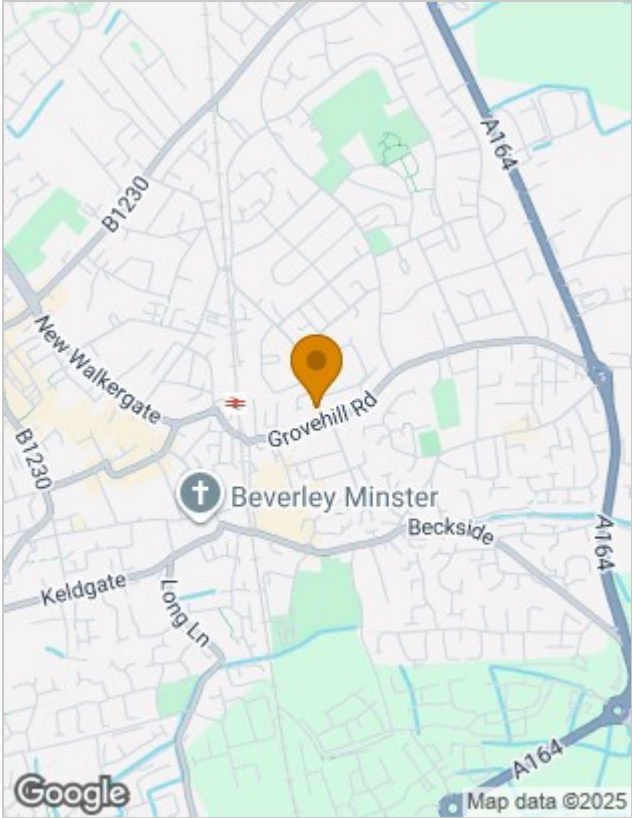 A164
B1230
New Walkergate
Grovehill Rd
B1230
Beverley Minster
Beckside
A164
Keldgate
Long Ln
A164
Google
Map data ©2025